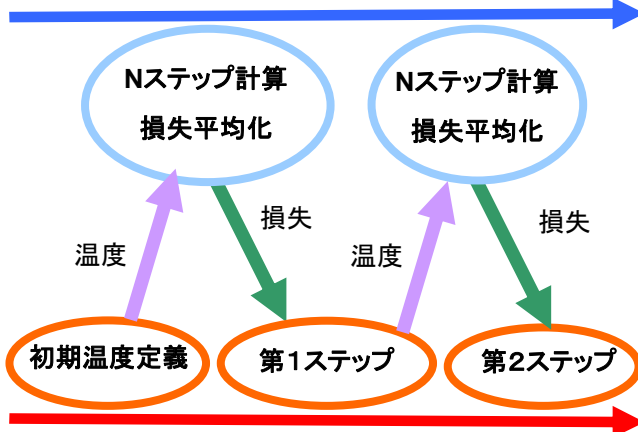 Nステップ計算
損失平均化
Nステップ計算
損失平均化
温度
損失
温度
損失
初期温度定義
第1ステップ
第2ステップ